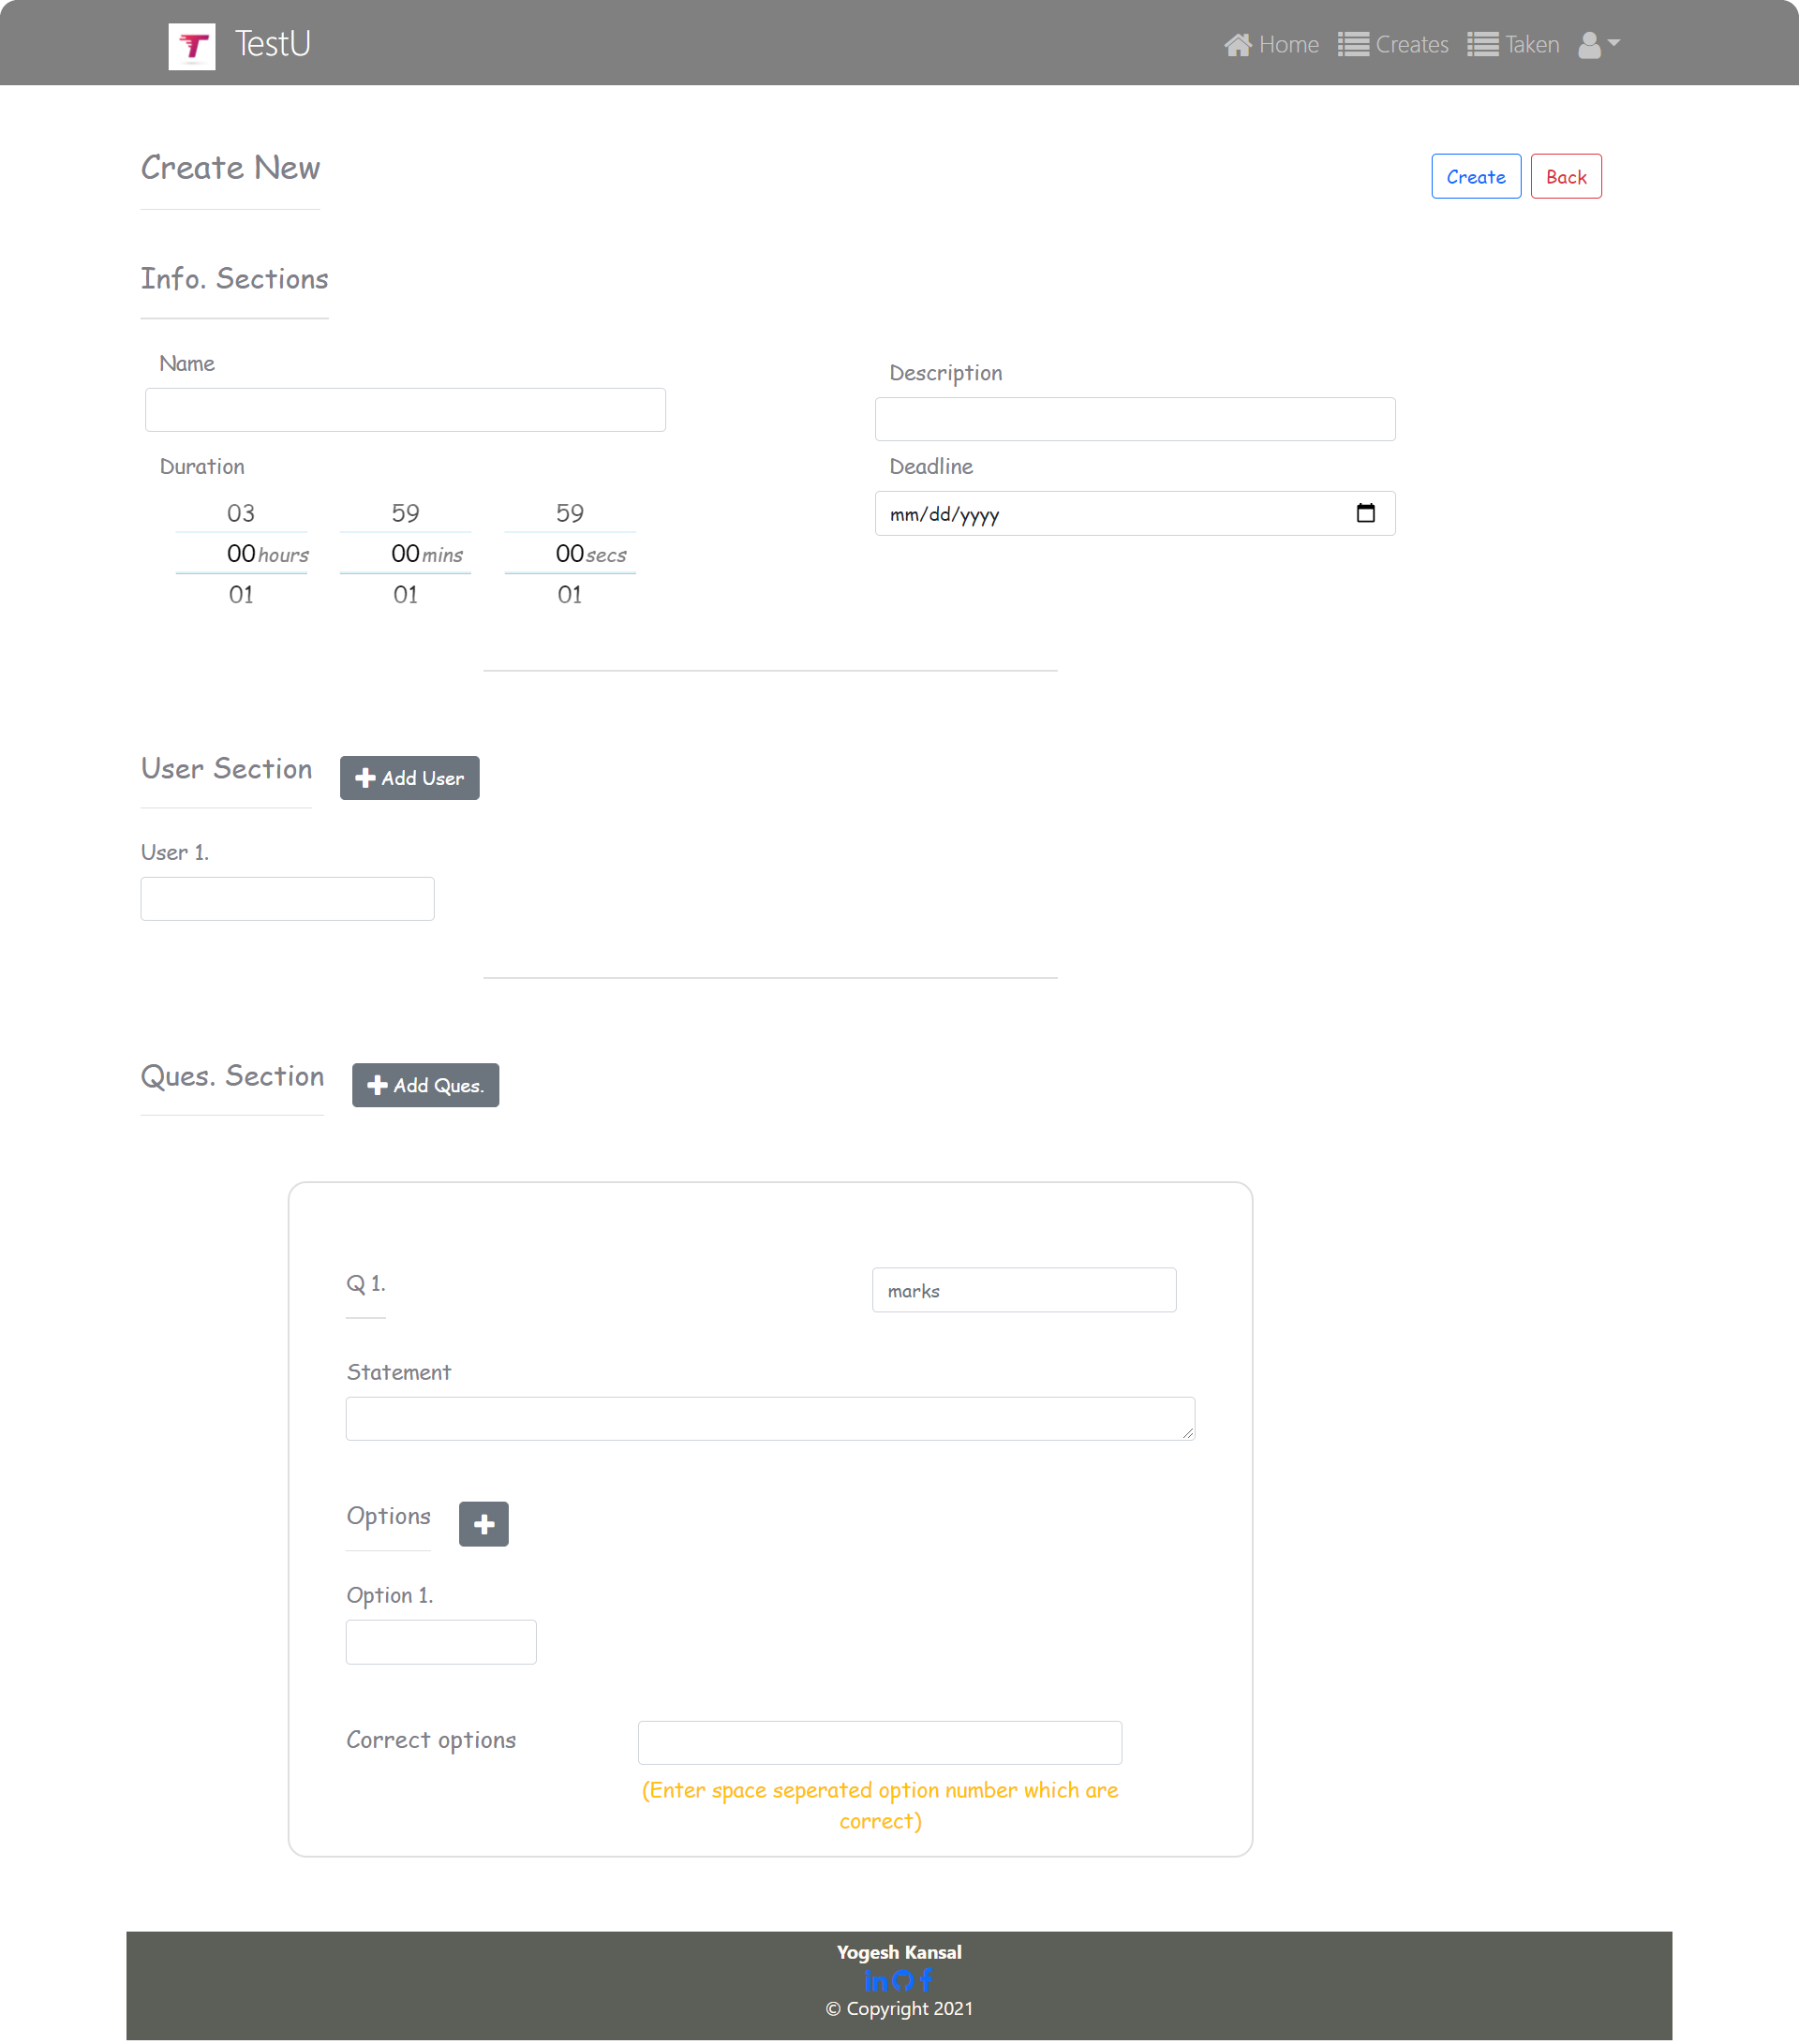 T TestU Home Creates Taken
Create New Create Back
Info. Sections
Name
Description
Duration Deadline
03 59 59
mm/dd/yyyy
00 hours 00 mins 00 secs
01 01 01
User Section Add User
User 1.
Ques. Section Add Ques.
Q 1. marks
Statement
Options
Option 1.
Correct options
(Enter space seperated option number which are
correct)
Yogesh Kansal
in f
© Copyright 2021